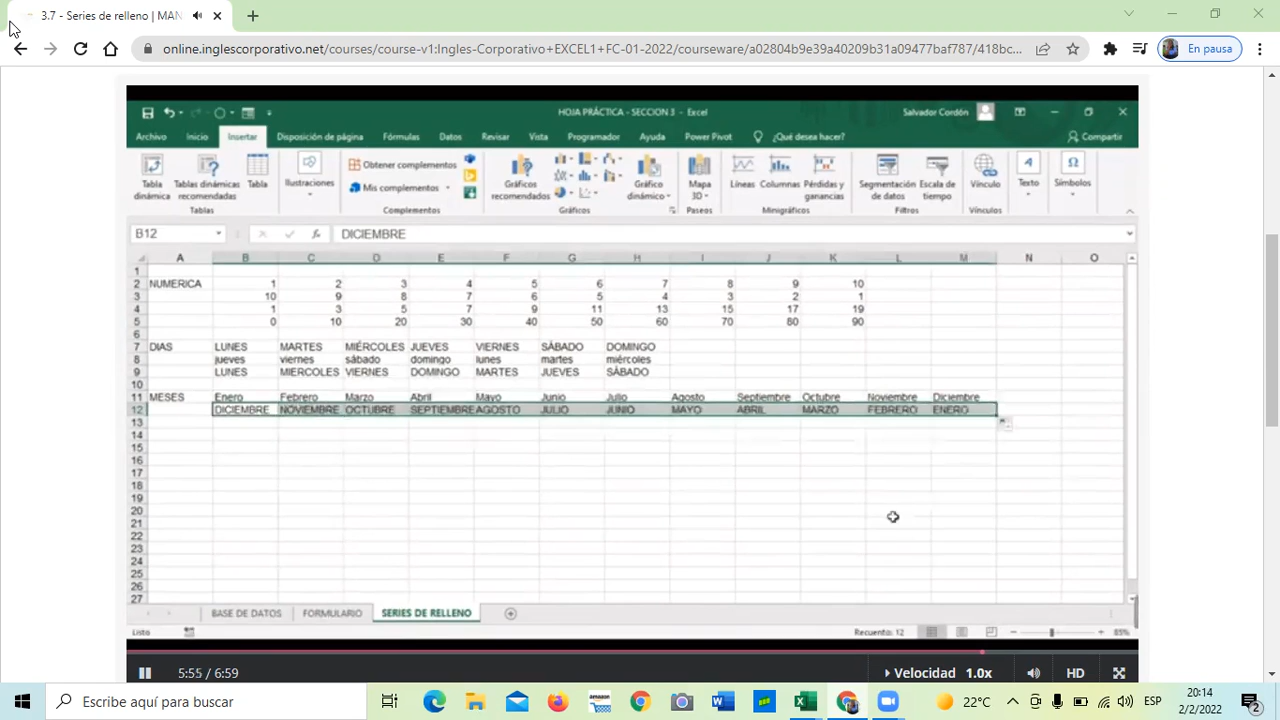 3.7 - Series de relleno | MAN
online.inglescorporativo.net/courses/course-v1:Ingles-Corporativo+EXCEL1+FC-01-2022/courseware/a02804b9e39a40209b31a09477baf787/418bc...
En pausa
HOJA PRÁCTICA - SECCION 3 - Excel
Salvador Cordón
Archivo Inicio Insertar Disposición de página Fórmulas Datos Revisar Vista Programador Ayuda Power Pivot ¿Qué desea hacer? Compartir
Tabla dinámica
Tablas dinámicas recomendadas
Tabla
Tablas
Ilustraciones
Obtener complementos
Mis complementos
Complementos
Gráficos recomendados
Gráfico dinámico
Gráficos
Mapa 3D
Paseos
Líneas
Columnas
Pérdidas y ganancias
Minigráficos
Segmentación de datos
Escala de tiempo
Filtros
Vínculo
Vínculos
Texto
Símbolos
B12 fx DICIEMBRE
A B C D E F G H I J K L M N O
1
2 NUMERICA 1 2 3 4 5 6 7 8 9 10
3 10 9 8 7 6 5 4 3 2 1
4 1 3 5 7 9 11 13 15 17 19
5 0 10 20 30 40 50 60 70 80 90
6
7 DIAS LUNES MARTES MIÉRCOLES JUEVES VIERNES SÁBADO DOMINGO
8 jueves viernes sábado domingo lunes martes miércoles
9 LUNES MIERCOLES VIERNES DOMINGO MARTES JUEVES SÁBADO
10
11 MESES Enero Febrero Marzo Abril Mayo Junio Julio Agosto Septiembre Octubre Noviembre Diciembre
12 DICIEMBRE NOVIEMBRE OCTUBRE SEPTIEMBRE AGOSTO JULIO JUNIO MAYO ABRIL MARZO FEBRERO ENERO
13
14
15
16
17
18
19
20
21
22
23
24
25
26
27
BASE DE DATOS FORMULARIO SERIES DE RELLENO
Listo Recuento: 12 85%
5:55 / 6:59 Velocidad 1.0x HD
Escribe aquí para buscar
amazon
22°C
ESP
20:14
2/2/2022
2